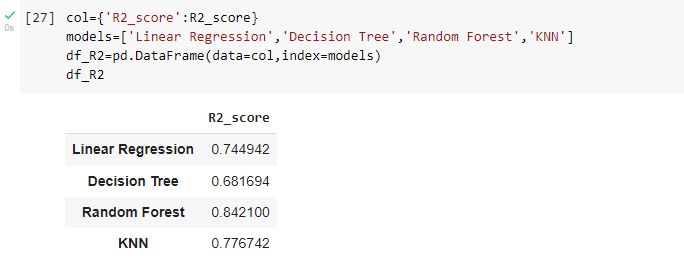 [27] col={'R2_score':R2_score}
0s
models=['Linear Regression','Decision Tree','Random Forest','KNN']
df_R2=pd.DataFrame(data=col,index=models)
df_R2
R2_score
Linear Regression 0.744942
Decision Tree 0.681694
Random Forest 0.842100
KNN 0.776742